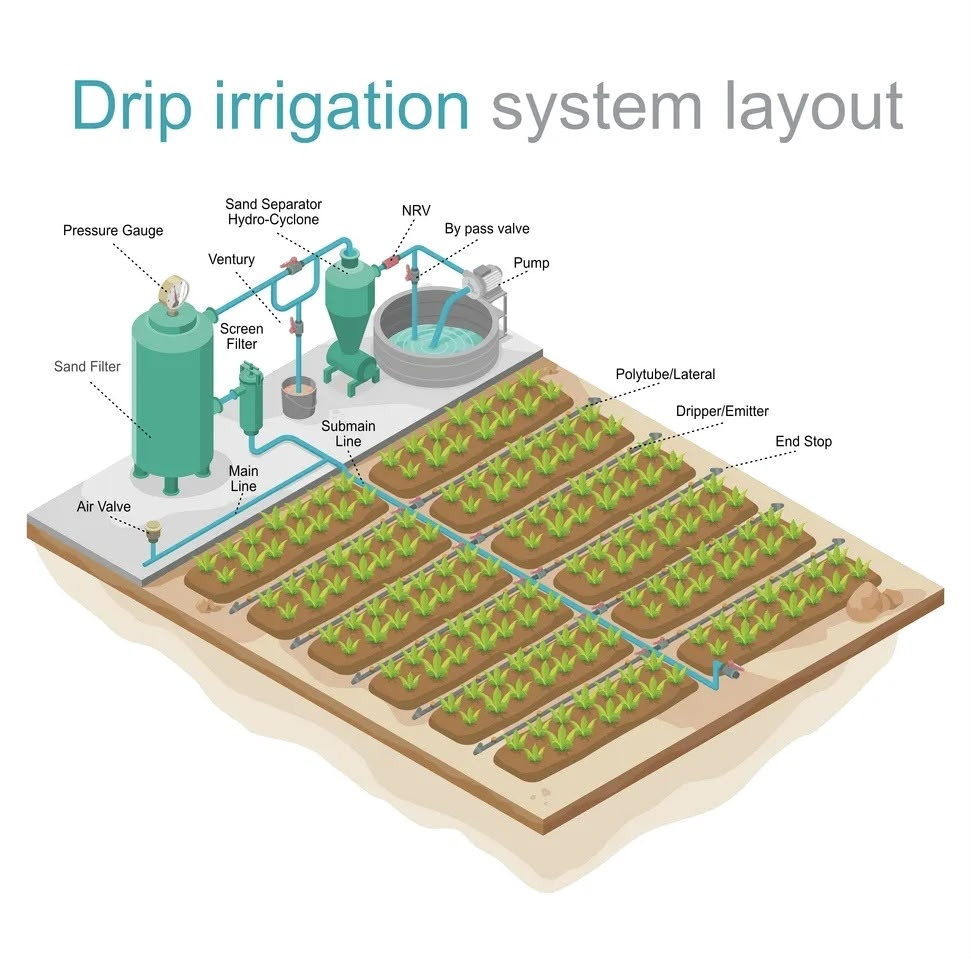 Drip irrigation system layout
Sand Separator
Hydro-Cyclone
NRV
Pressure Gauge
By pass valve
Ventury
Pump
Screen
Filter
Sand Filter
Polytube/Lateral
Dripper/Emitter
Submain
Line
End Stop
Main
Line
Air Valve